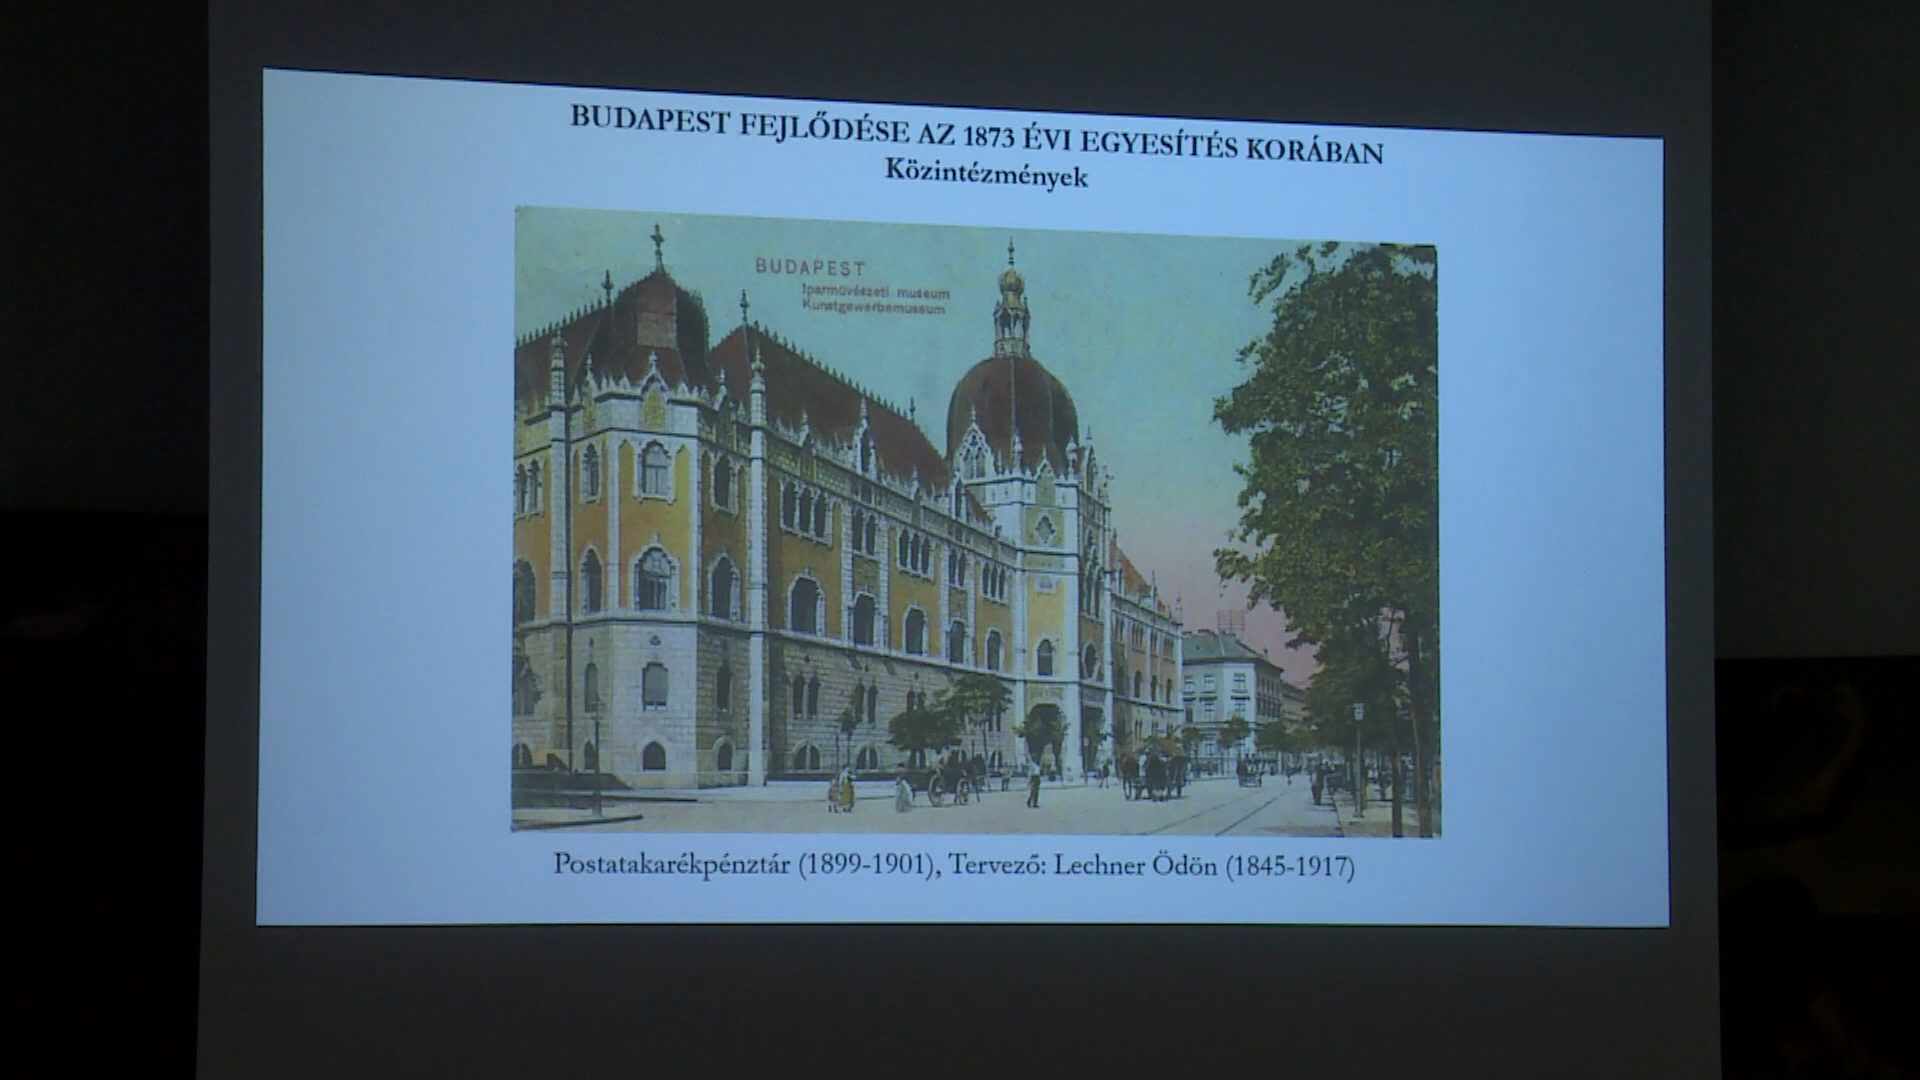 BUDAPEST FEJLŐDÉSE AZ 1873 ÉVI EGYESÍTÉS KORÁBAN
Közintézmények
BUDAPEST
Iparművészeti museum
Kunstgewerbemuseum
Postatakarékpénztár (1899-1901), Tervező: Lechner Ödön (1845-1917)